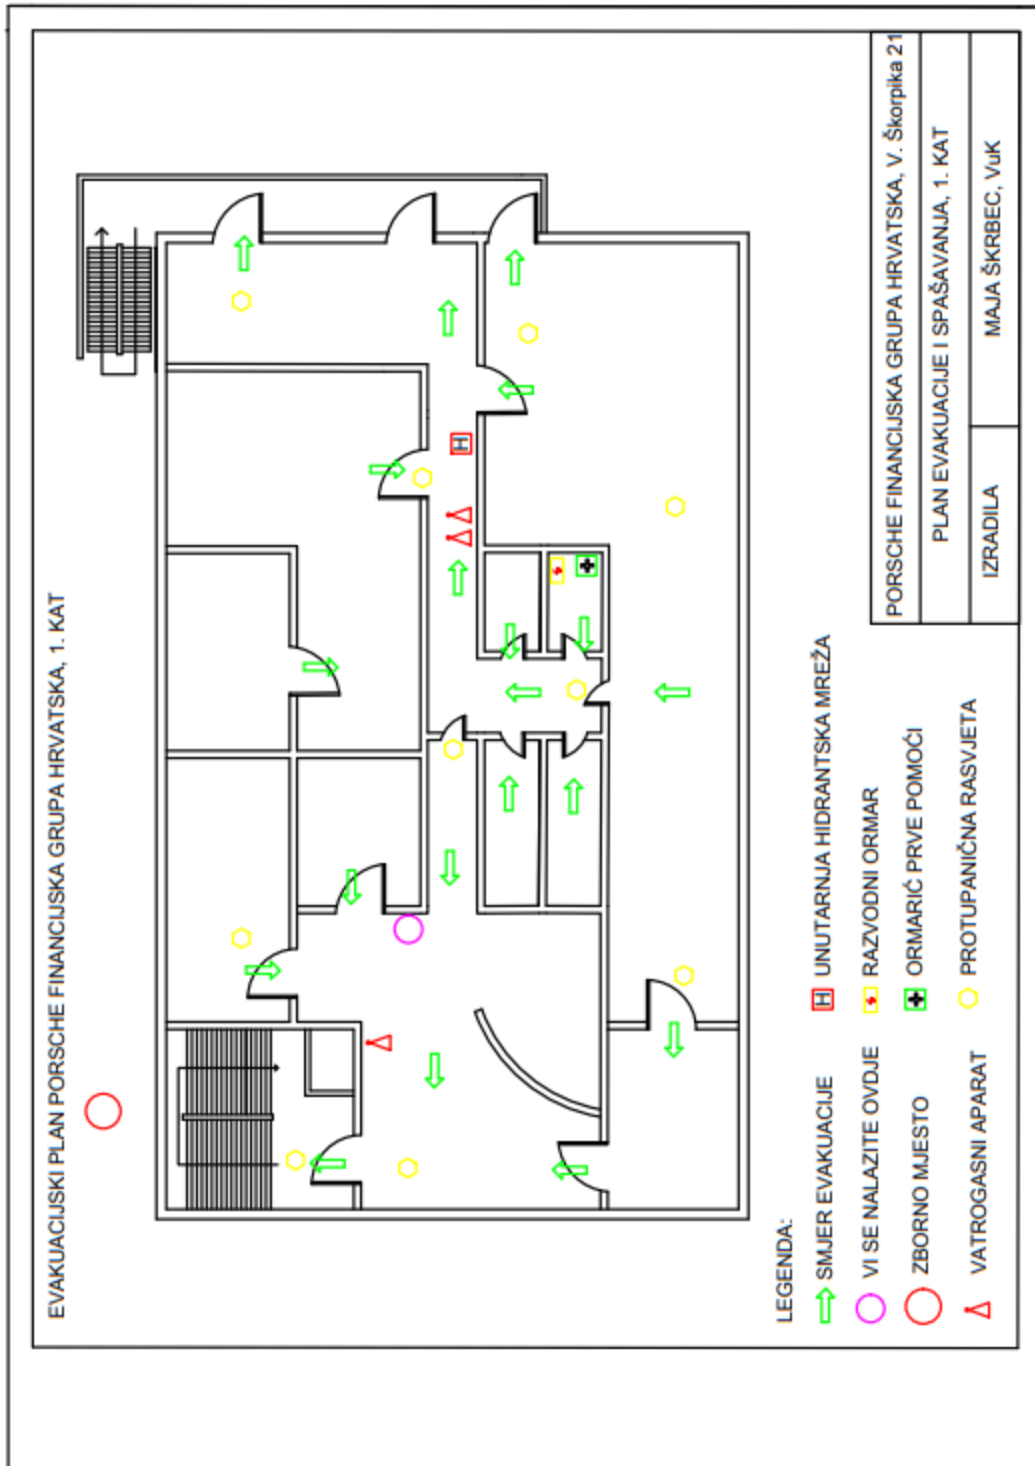 EVAKUACIJSKI PLAN PORSCHE FINANCIJSKA GRUPA HRVATSKA, 1. KAT
H
LEGENDA:
SMJER EVAKUACIJE
VI SE NALAZITE OVDJE
ZBORNO MJESTO
VATROGASNI APARAT
H UNUTARNJA HIDRANTSKA MREŽA
RAZVODNI ORMAR
ORMARIĆ PRVE POMOĆI
PROTUPANIČNA RASVJETA
PORSCHE FINANCIJSKA GRUPA HRVATSKA, V. Škorpika 21
PLAN EVAKUACIJE I SPAŠAVANJA, 1. KAT
IZRADILA
MAJA ŠKRBEC, VuK